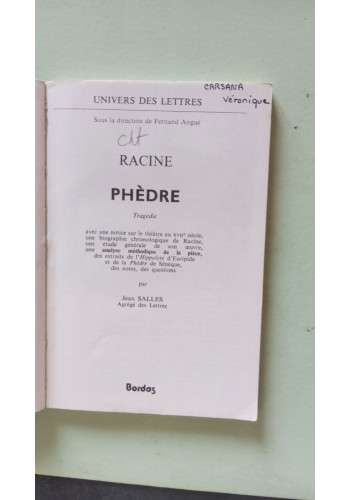 CARSANA
Véronique
UNIVERS DES LETTRES
Sous la direction de Fernand Angué
cht
RACINE
PHÈDRE
Tragédie
avec une notice sur le théâtre au XVIIe siècle,
une biographie chronologique de Racine,
une étude générale de son œuvre,
une analyse méthodique de la pièce,
des extraits de l'Hippolyte d'Euripide
et de la Phèdre de Sénèque,
des notes, des questions
par
Jean SALLES
Agrégé des Lettres
Bordas